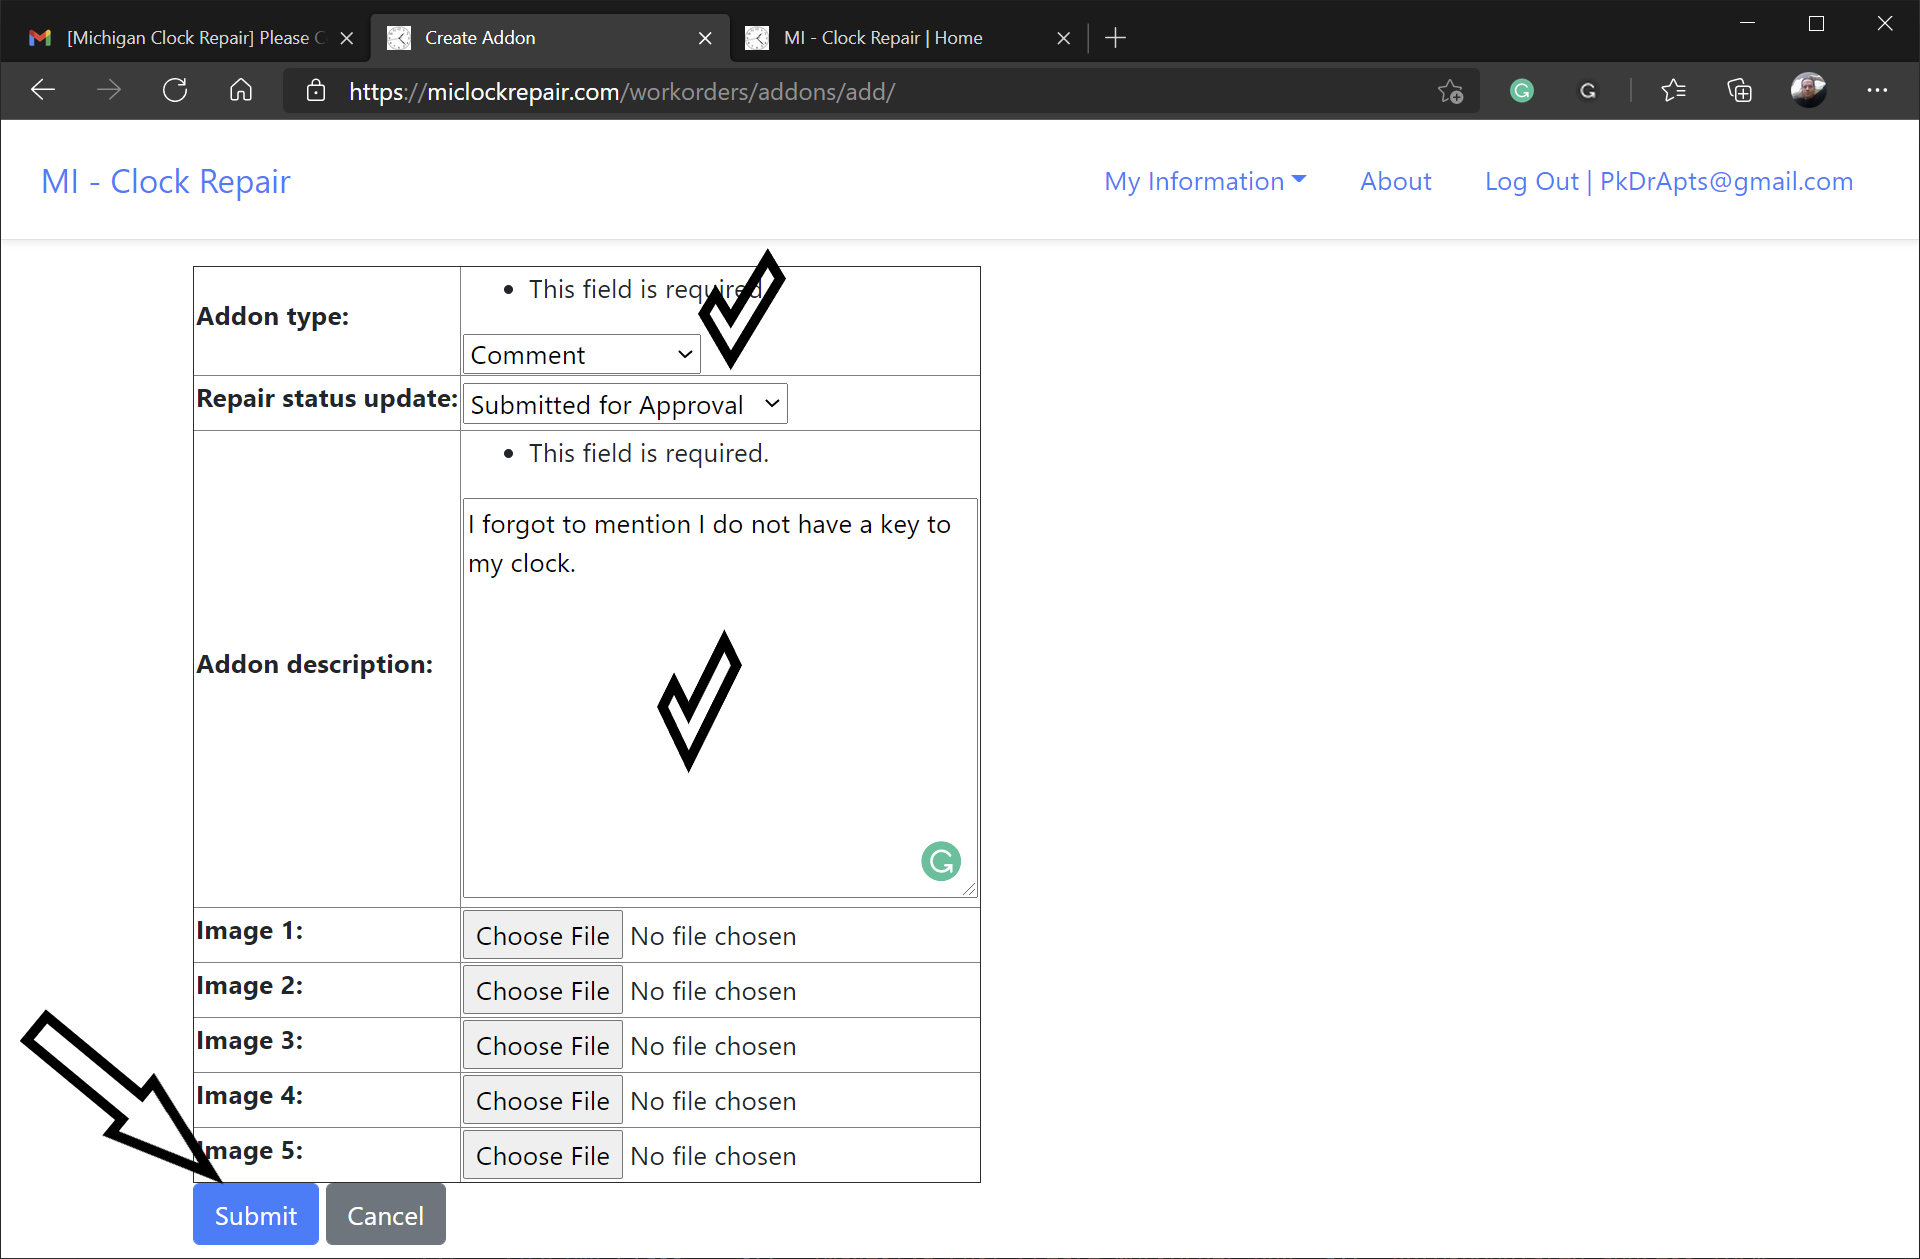 [Michigan Clock Repair] Please C
Create Addon
MI - Clock Repair | Home
https://miclockrepair.com/workorders/addons/add/
MI - Clock Repair
My Information
About
Log Out | PkDrApts@gmail.com
Addon type:
This field is required.
Comment
Repair status update:
Submitted for Approval
Addon description:
This field is required.
I forgot to mention I do not have a key to
my clock.
Image 1:
Choose File No file chosen
Image 2:
Choose File No file chosen
Image 3:
Choose File No file chosen
Image 4:
Choose File No file chosen
Image 5:
Choose File No file chosen
Submit
Cancel